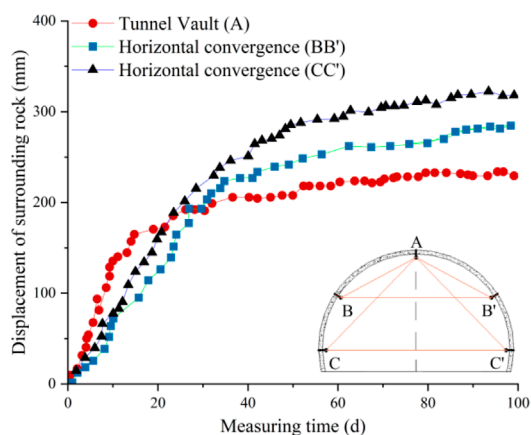 Tunnel Vault (A)
Horizontal convergence (BB')
Horizontal convergence (CC')
Displacement of surrounding rock (mm)
400
300
200
100
0
0 20 40 60 80 100
Measuring time (d)
A
B B'
C C'